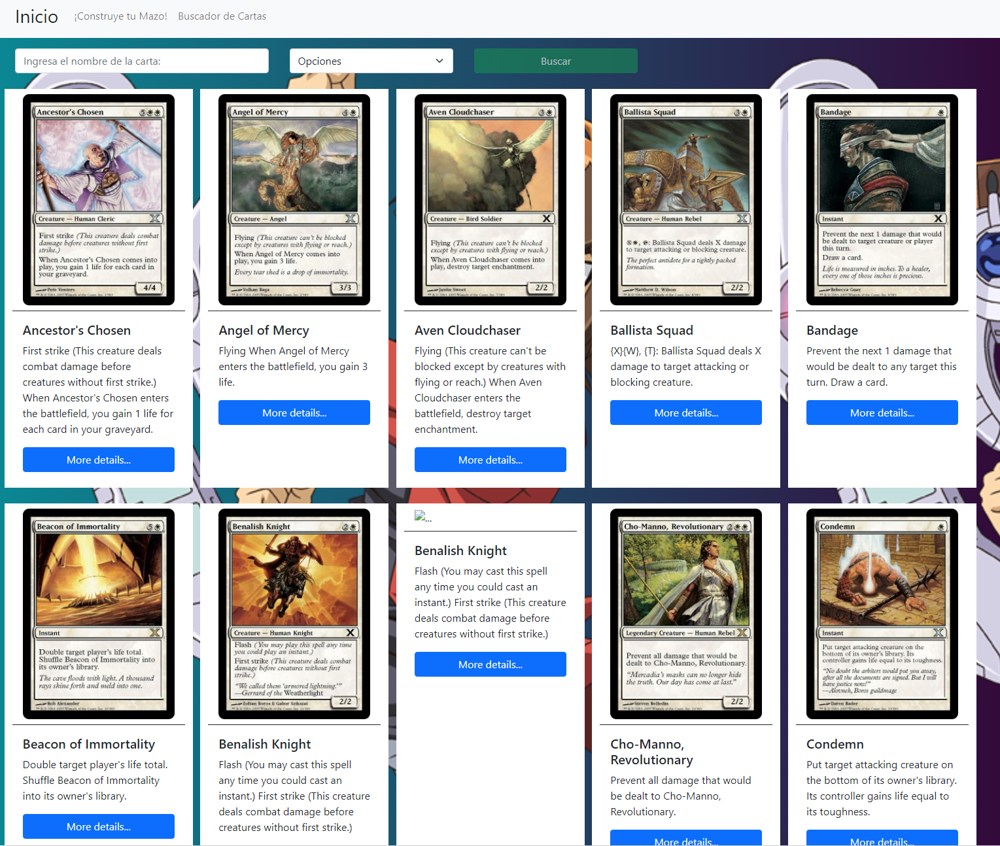 Inicio ¡Construye tu Mazo! Buscador de Cartas
Ingresa el nombre de la carta: Opciones Buscar
Ancestor's Chosen
Creature — Human Cleric
First strike (This creature deals combat
damage before creatures without first
strike.)
When Ancestor's Chosen comes into
play, you gain 1 life for each card in
your graveyard.
Pete Venters
4/4
Angel of Mercy
Creature — Angel
Flying (This creature can't be blocked
except by creatures with flying or reach.)
When Angel of Mercy comes into
play, you gain 3 life.
Every tear shed is a drop of immortality.
Volkan Baga
3/3
Aven Cloudchaser
Creature — Bird Soldier
Flying (This creature can't be blocked
except by creatures with flying or reach.)
When Aven Cloudchaser comes into
play, destroy target enchantment.
Justin Sweet
2/2
Ballista Squad
Creature — Human Rebel
: Ballista Squad deals X damage
to target attacking or blocking creature.
The perfect antidote for a tightly packed
formation.
Matthew D. Wilson
2/2
Bandage
Instant
Prevent the next 1 damage that would
be dealt to target creature or player
this turn.
Draw a card.
Life is measured in inches. To a healer,
every one of those inches is precious.
Rebecca Guay
Ancestor's Chosen
First strike (This creature deals
combat damage before
creatures without first strike.)
When Ancestor's Chosen enters
the battlefield, you gain 1 life for
each card in your graveyard.
More details...
Angel of Mercy
Flying When Angel of Mercy
enters the battlefield, you gain 3
life.
More details...
Aven Cloudchaser
Flying (This creature can't be
blocked except by creatures with
flying or reach.) When Aven
Cloudchaser enters the
battlefield, destroy target
enchantment.
More details...
Ballista Squad
{X}{W}, {T}: Ballista Squad deals X
damage to target attacking or
blocking creature.
More details...
Bandage
Prevent the next 1 damage that
would be dealt to any target this
turn. Draw a card.
More details...
Beacon of Immortality
Instant
Double target player's life total.
Shuffle Beacon of Immortality into
its owner's library.
The cave floods with light. A thousand
rays shine forth and meld into one.
Rob Alexander
Benalish Knight
Creature — Human Knight
Flash (You may play this spell any time
you could play an instant.)
First strike (This creature deals combat
damage before creatures without first
strike.)
"We called them 'armored lightning.'"
—Gerrard of the Weatherlight
Zoltan Boros & Gabor Szikszai
2/2
...
Benalish Knight
Flash (You may cast this spell
any time you could cast an
instant.) First strike (This creature
deals combat damage before
creatures without first strike.)
More details...
Cho-Manno, Revolutionary
Legendary Creature — Human Rebel
Prevent all damage that would be
dealt to Cho-Manno, Revolutionary.
"Mercadia's masks can no longer hide
the truth. Our day has come at last."
Steven Belledin
2/2
Condemn
Instant
Put target attacking creature on the
bottom of its owner's library. Its
controller gains life equal to its toughness.
"No doubt the arbiters would put you away,
after all the documents are signed. But I will
have justice now!"
—Alovnek, Boros guildmage
Daren Bader
Beacon of Immortality
Double target player's life total.
Shuffle Beacon of Immortality
into its owner's library.
More details...
Benalish Knight
Flash (You may cast this spell
any time you could cast an
instant.) First strike (This creature
deals combat damage before
creatures without first strike.)
Cho-Manno,
Revolutionary
Prevent all damage that would
be dealt to Cho-Manno,
Revolutionary.
More details...
Condemn
Put target attacking creature on
the bottom of its owner's library.
Its controller gains life equal to
its toughness.
More details...